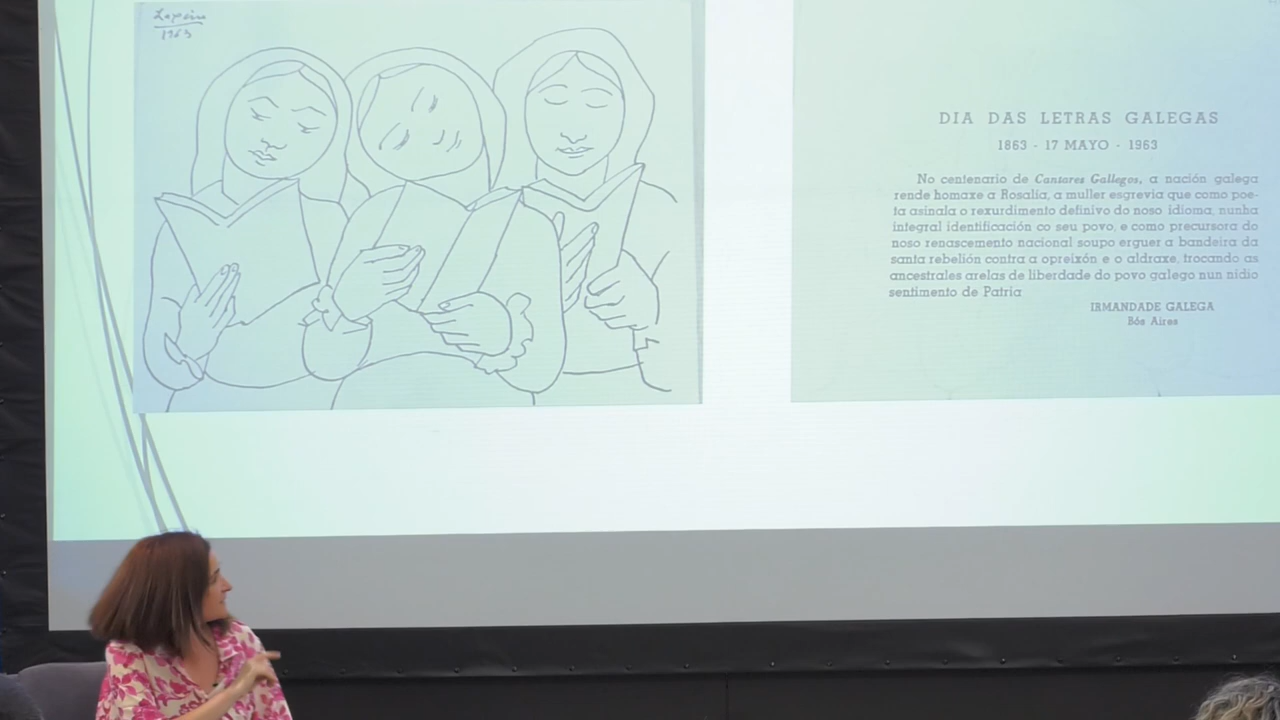 Laxeiro
1963
DIA DAS LETRAS GALEGAS
1863 - 17 MAYO - 1963
No centenario de Cantares Gallegos, a nación galega
rende homaxe a Rosalía, a muller esgrevia que como poe-
ta asinala o rexurdimento definivo do noso idioma, nunha
integral identificación co seu povo, e como precursora do
noso renascemento nacional soupo erguer a bandeira da
santa rebelión contra a opreixón e o aldraxe, trocando as
ancestrales arelas de liberdade do povo galego nun nídio
sentimento de Patria
IRMANDADE GALEGA
Bós Aires